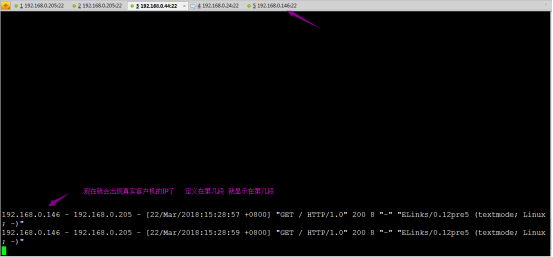 1 192.168.0.205:22 2 192.168.0.205:22 3 192.168.0.44:22 4 192.168.0.24:22 5 192.168.0.146:22
现在就会出现真实客户机的IP了 定义在第几段 就显示在第几段
192.168.0.146 - 192.168.0.205 - [22/Mar/2018:15:28:57 +0800] "GET / HTTP/1.0" 200 8 "-" "ELinks/0.12pre5 (textmode; Linux
; -)"
192.168.0.146 - 192.168.0.205 - [22/Mar/2018:15:28:59 +0800] "GET / HTTP/1.0" 200 8 "-" "ELinks/0.12pre5 (textmode; Linux
; -)"